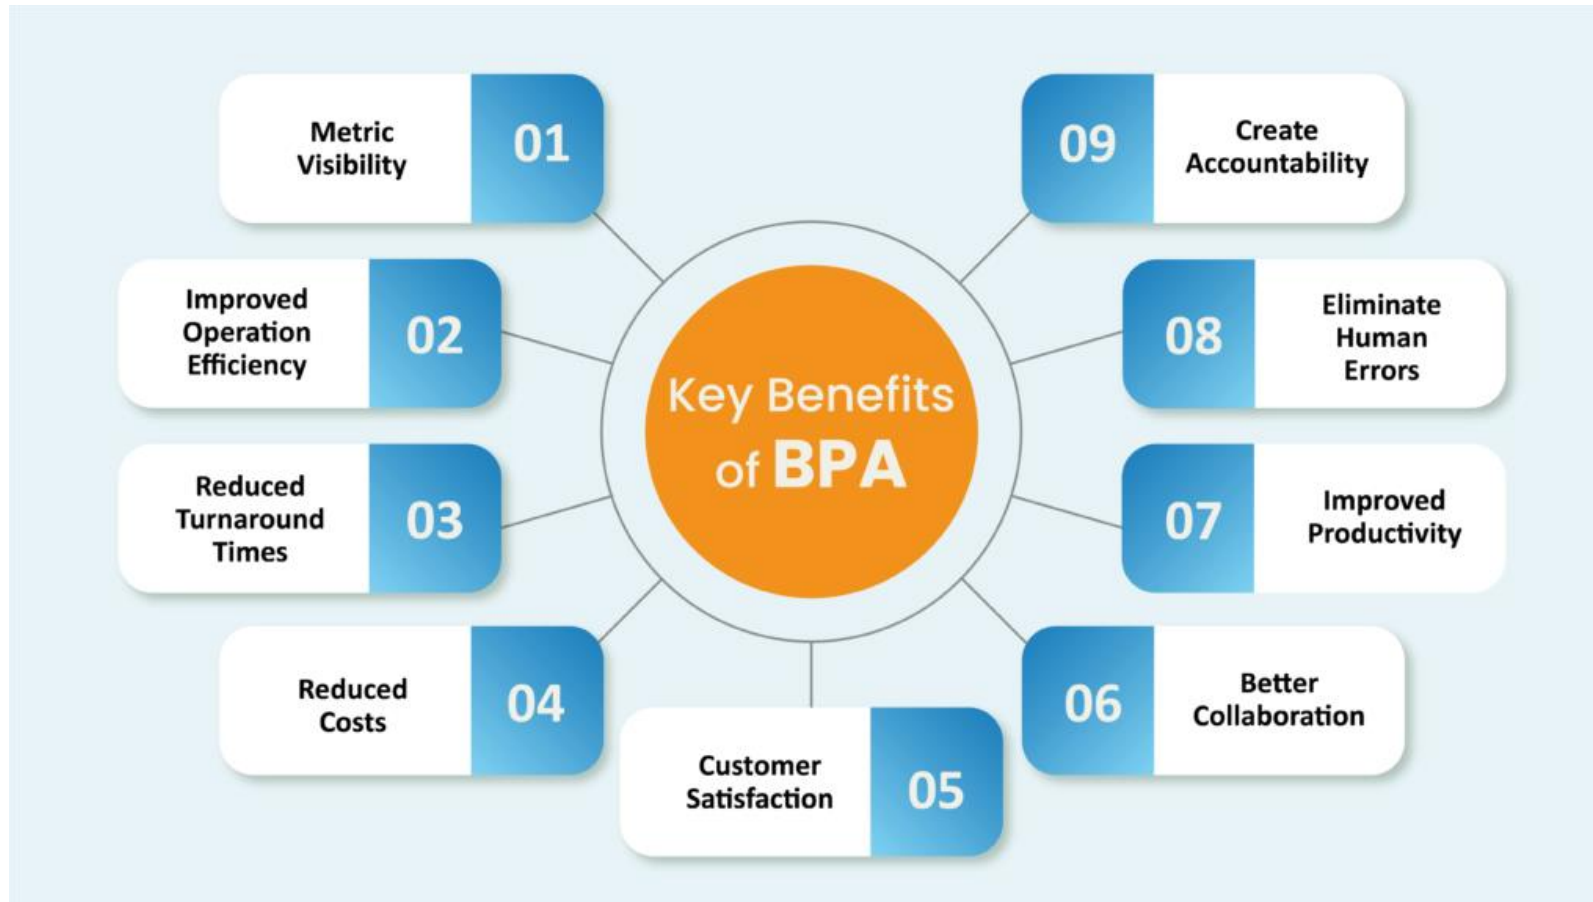 Key Benefits
of BPA
01
Metric
Visibility
02
Improved
Operation
Efficiency
03
Reduced
Turnaround
Times
04
Reduced
Costs
05
Customer
Satisfaction
06
Better
Collaboration
07
Improved
Productivity
08
Eliminate
Human
Errors
09
Create
Accountability